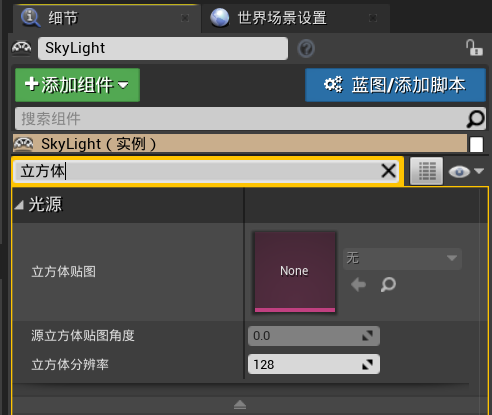 细节 世界场景设置
SkyLight
+添加组件 蓝图/添加脚本
搜索组件
SkyLight（实例）
立方体
光源
立方体贴图 None 无
源立方体贴图角度 0.0
立方体分辨率 128